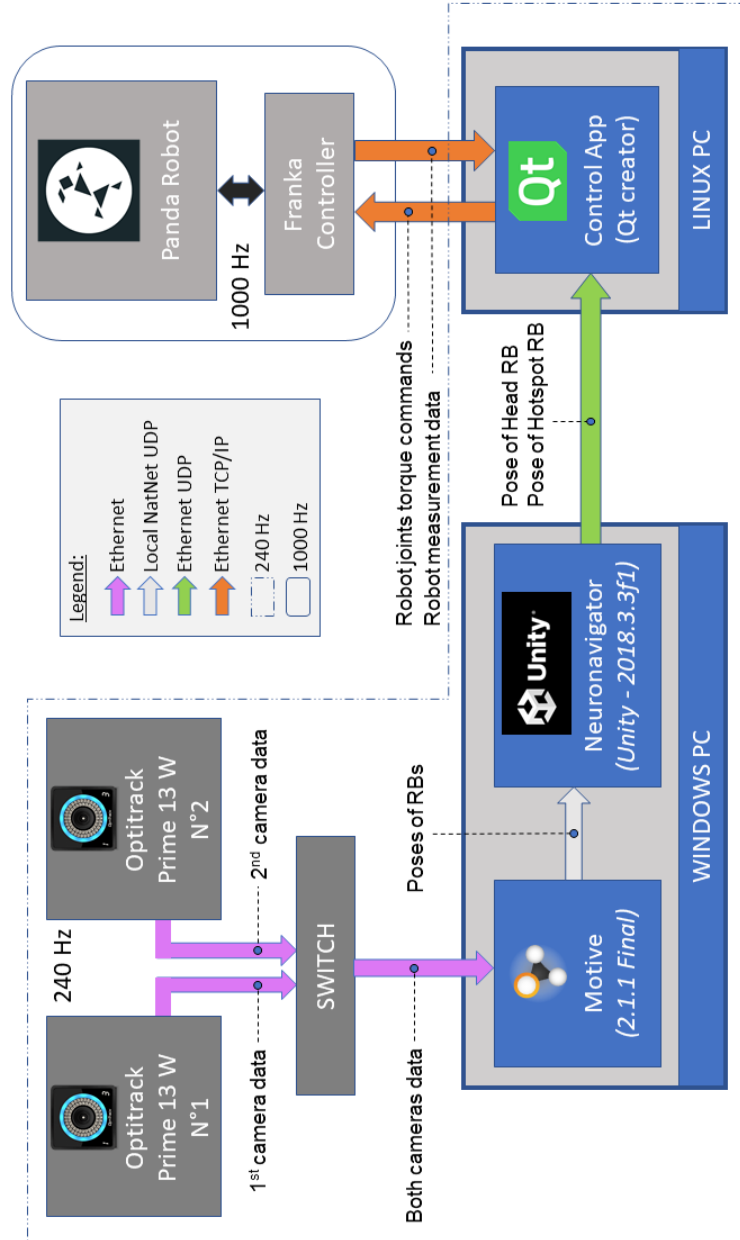 240 Hz
Optitrack
Prime 13 W
N°1
Optitrack
Prime 13 W
N°2
1st camera data
2nd camera data
SWITCH
Both cameras data
Poses of RBs
Motive
(2.1.1 Final)
Unity
Neuronavigator
(Unity - 2018.3.3f1)
WINDOWS PC
Legend:
Ethernet
Local NatNet UDP
Ethernet UDP
Ethernet TCP/IP
240 Hz
1000 Hz
Panda Robot
1000 Hz
Franka
Controller
Robot joints torque commands
Robot measurement data
Pose of Head RB
Pose of Hotspot RB
Qt
Control App
(Qt creator)
LINUX PC